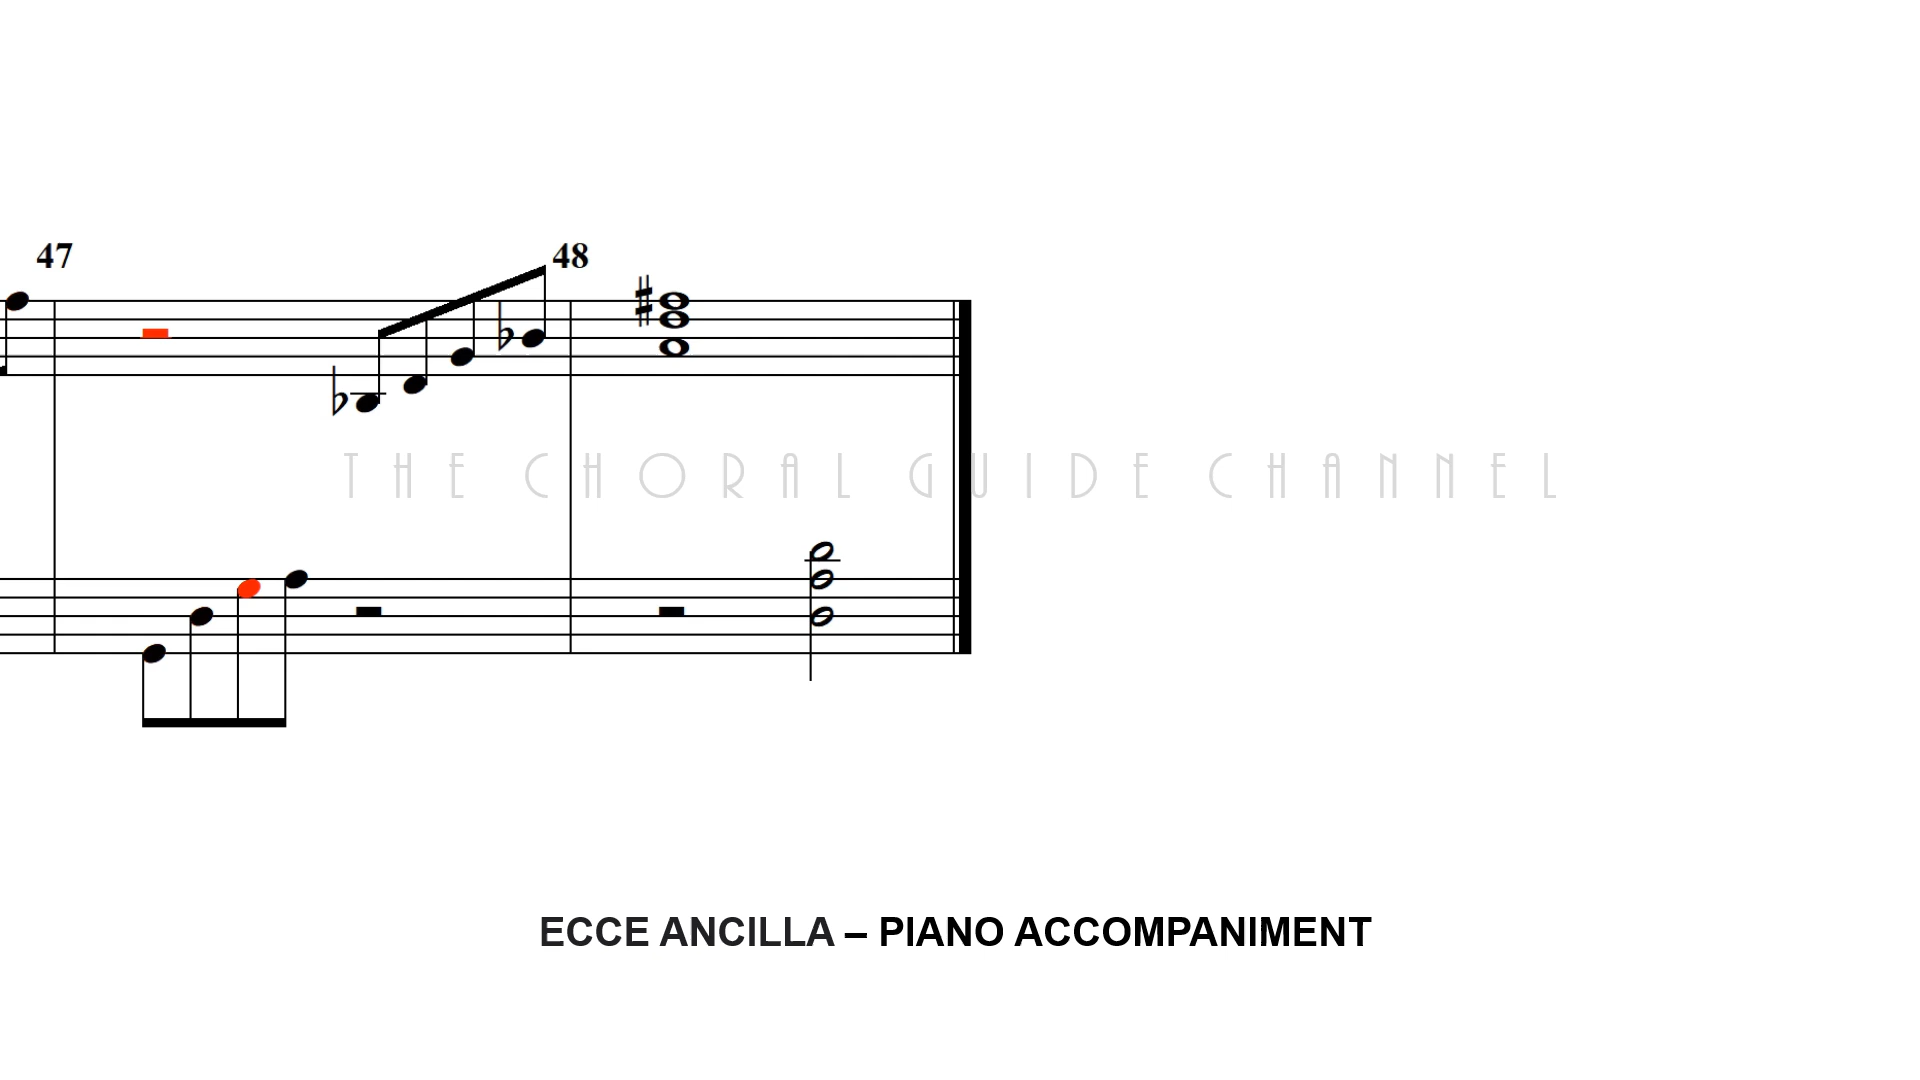 47 48
THE CHORAL GUIDE CHANNEL
ECCE ANCILLA – PIANO ACCOMPANIMENT